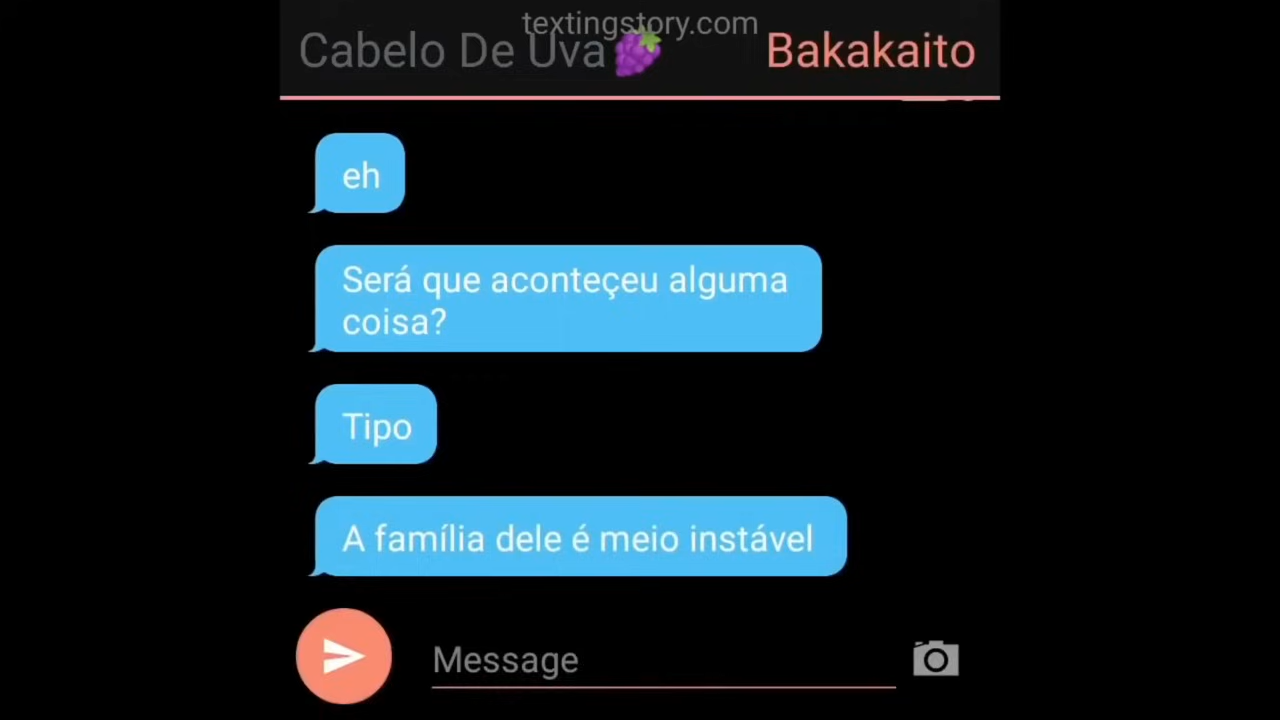 textingstory.com
Cabelo De Uva🍇 Bakakaito
eh
Será que aconteçeu alguma
coisa?
Tipo
A família dele é meio instável
Message